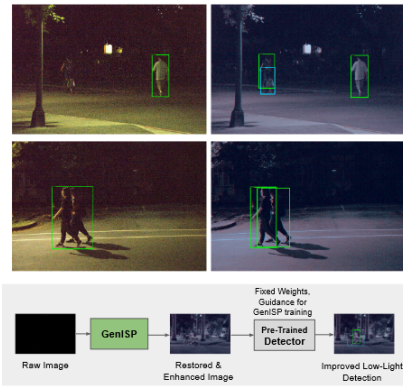 Fixed Weights,
Guidance for
GenISP training
GenISP
Pre-Trained
Detector
Raw Image
Restored &
Enhanced Image
Improved Low-Light
Detection